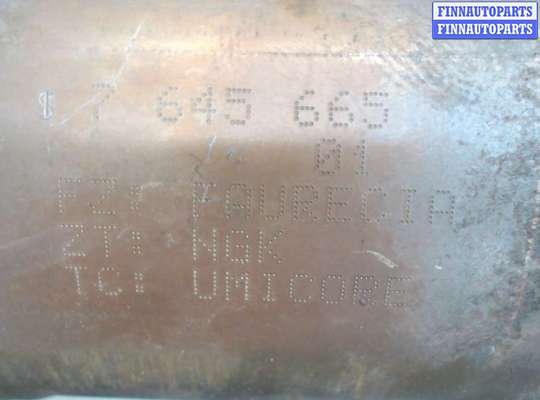 FINNAUTOPARTS
FINNAUTOPARTS
7 645 665
01
FZ: FAURECIA
ZT: NGK
TC: UMICORE